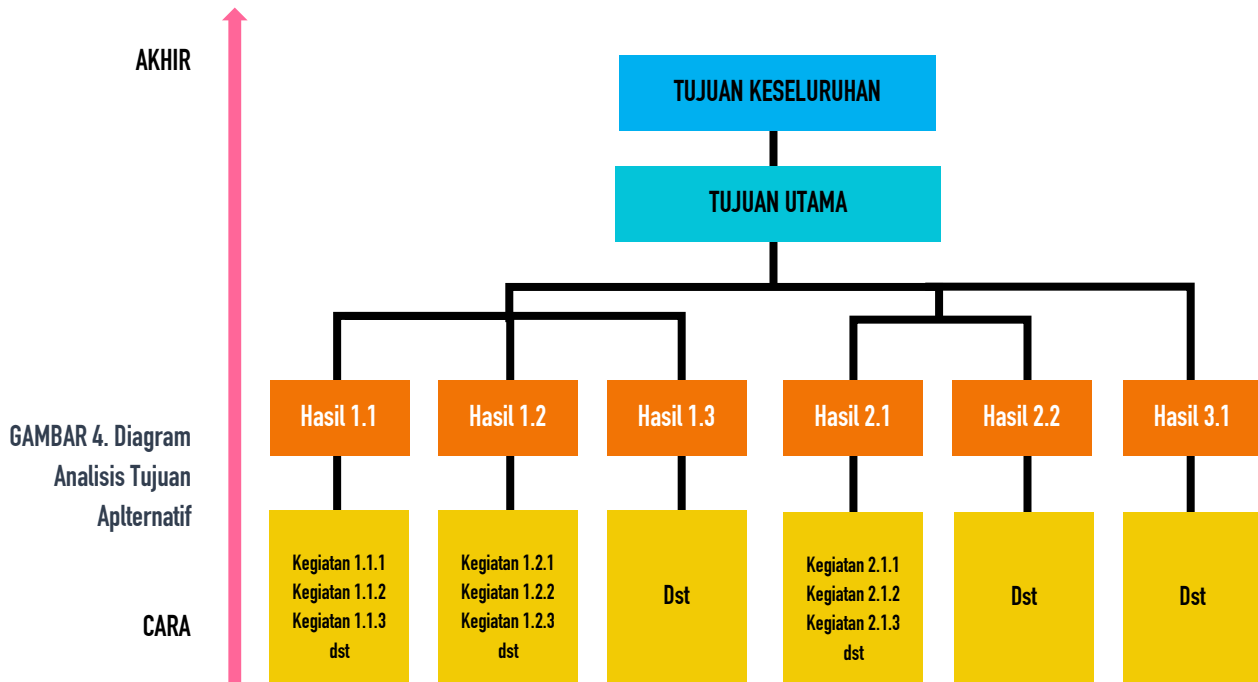 AKHIR
TUJUAN KESELURUHAN
TUJUAN UTAMA
Hasil 1.1
Hasil 1.2
Hasil 1.3
Hasil 2.1
Hasil 2.2
Hasil 3.1
GAMBAR 4. Diagram
Analisis Tujuan
Aplternatif
Kegiatan 1.1.1
Kegiatan 1.1.2
Kegiatan 1.1.3
dst
Kegiatan 1.2.1
Kegiatan 1.2.2
Kegiatan 1.2.3
dst
Dst
Kegiatan 2.1.1
Kegiatan 2.1.2
Kegiatan 2.1.3
dst
Dst
Dst
CARA